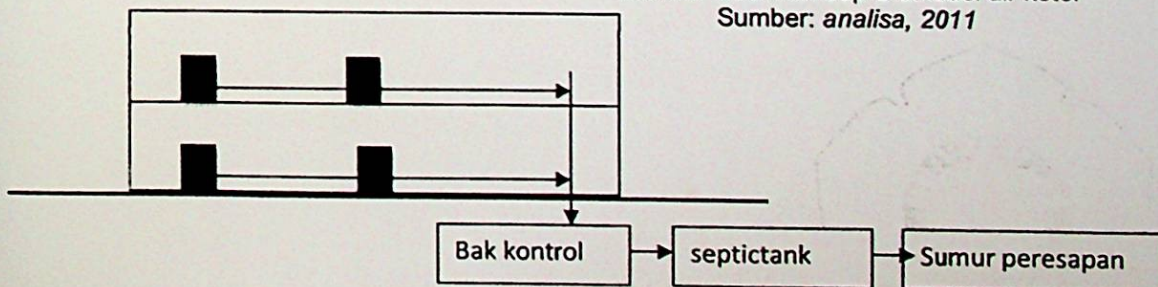 Sumber: analisa, 2011
Bak kontrol
septictank
Sumur peresapan